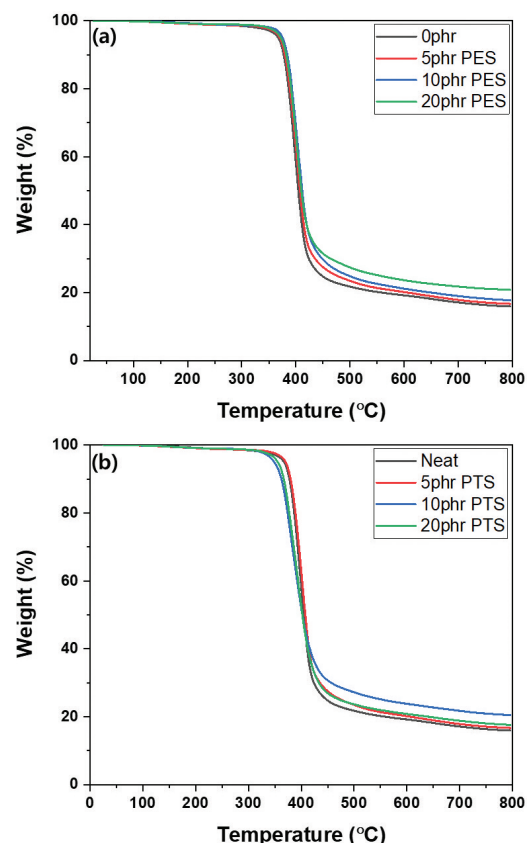 (a)
0phr
5phr PES
10phr PES
20phr PES
100
80
60
40
20
0
Weight (%)
100 200 300 400 500 600 700 800
Temperature (°C)
(b)
Neat
5phr PTS
10phr PTS
20phr PTS
100
80
60
40
20
0
Weight (%)
0 100 200 300 400 500 600 700 800
Temperature (°C)